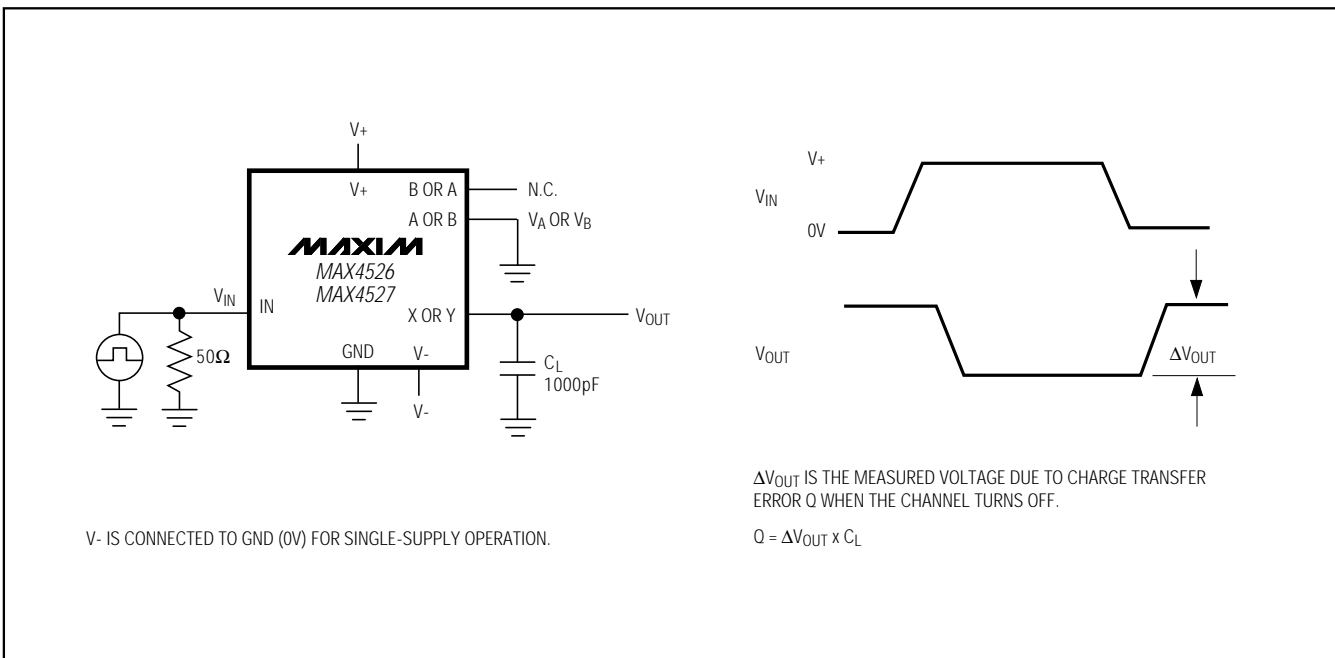 V+
V+
B OR A
N.C.
A OR B
VA OR VB
MAXIM
MAX4526
MAX4527
VIN
IN
50Ω
X OR Y
VOUT
GND
V-
CL
1000pF
V-
V- IS CONNECTED TO GND (0V) FOR SINGLE-SUPPLY OPERATION.
V+
VIN
0V
VOUT
ΔVOUT
ΔVOUT IS THE MEASURED VOLTAGE DUE TO CHARGE TRANSFER
ERROR Q WHEN THE CHANNEL TURNS OFF.
Q = ΔVOUT x CL